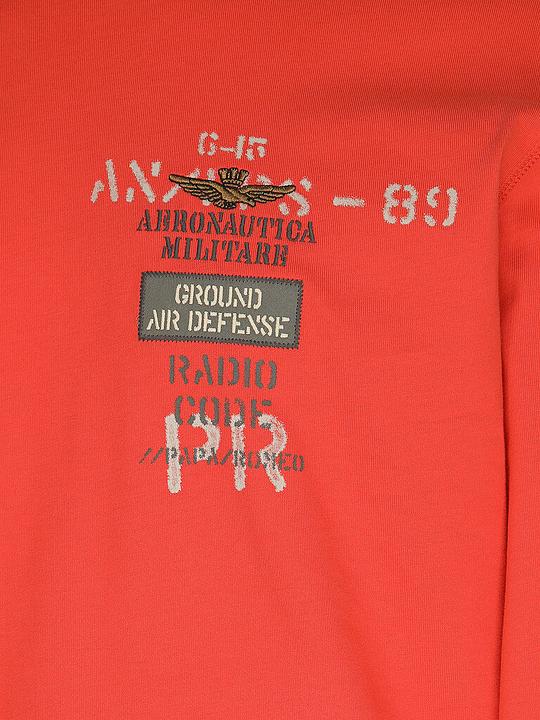 G-15
- 89
AERONAUTICA
MILITARE
GROUND
AIR DEFENSE
RADIO
CODE
PR
//PAPA/ROMEO